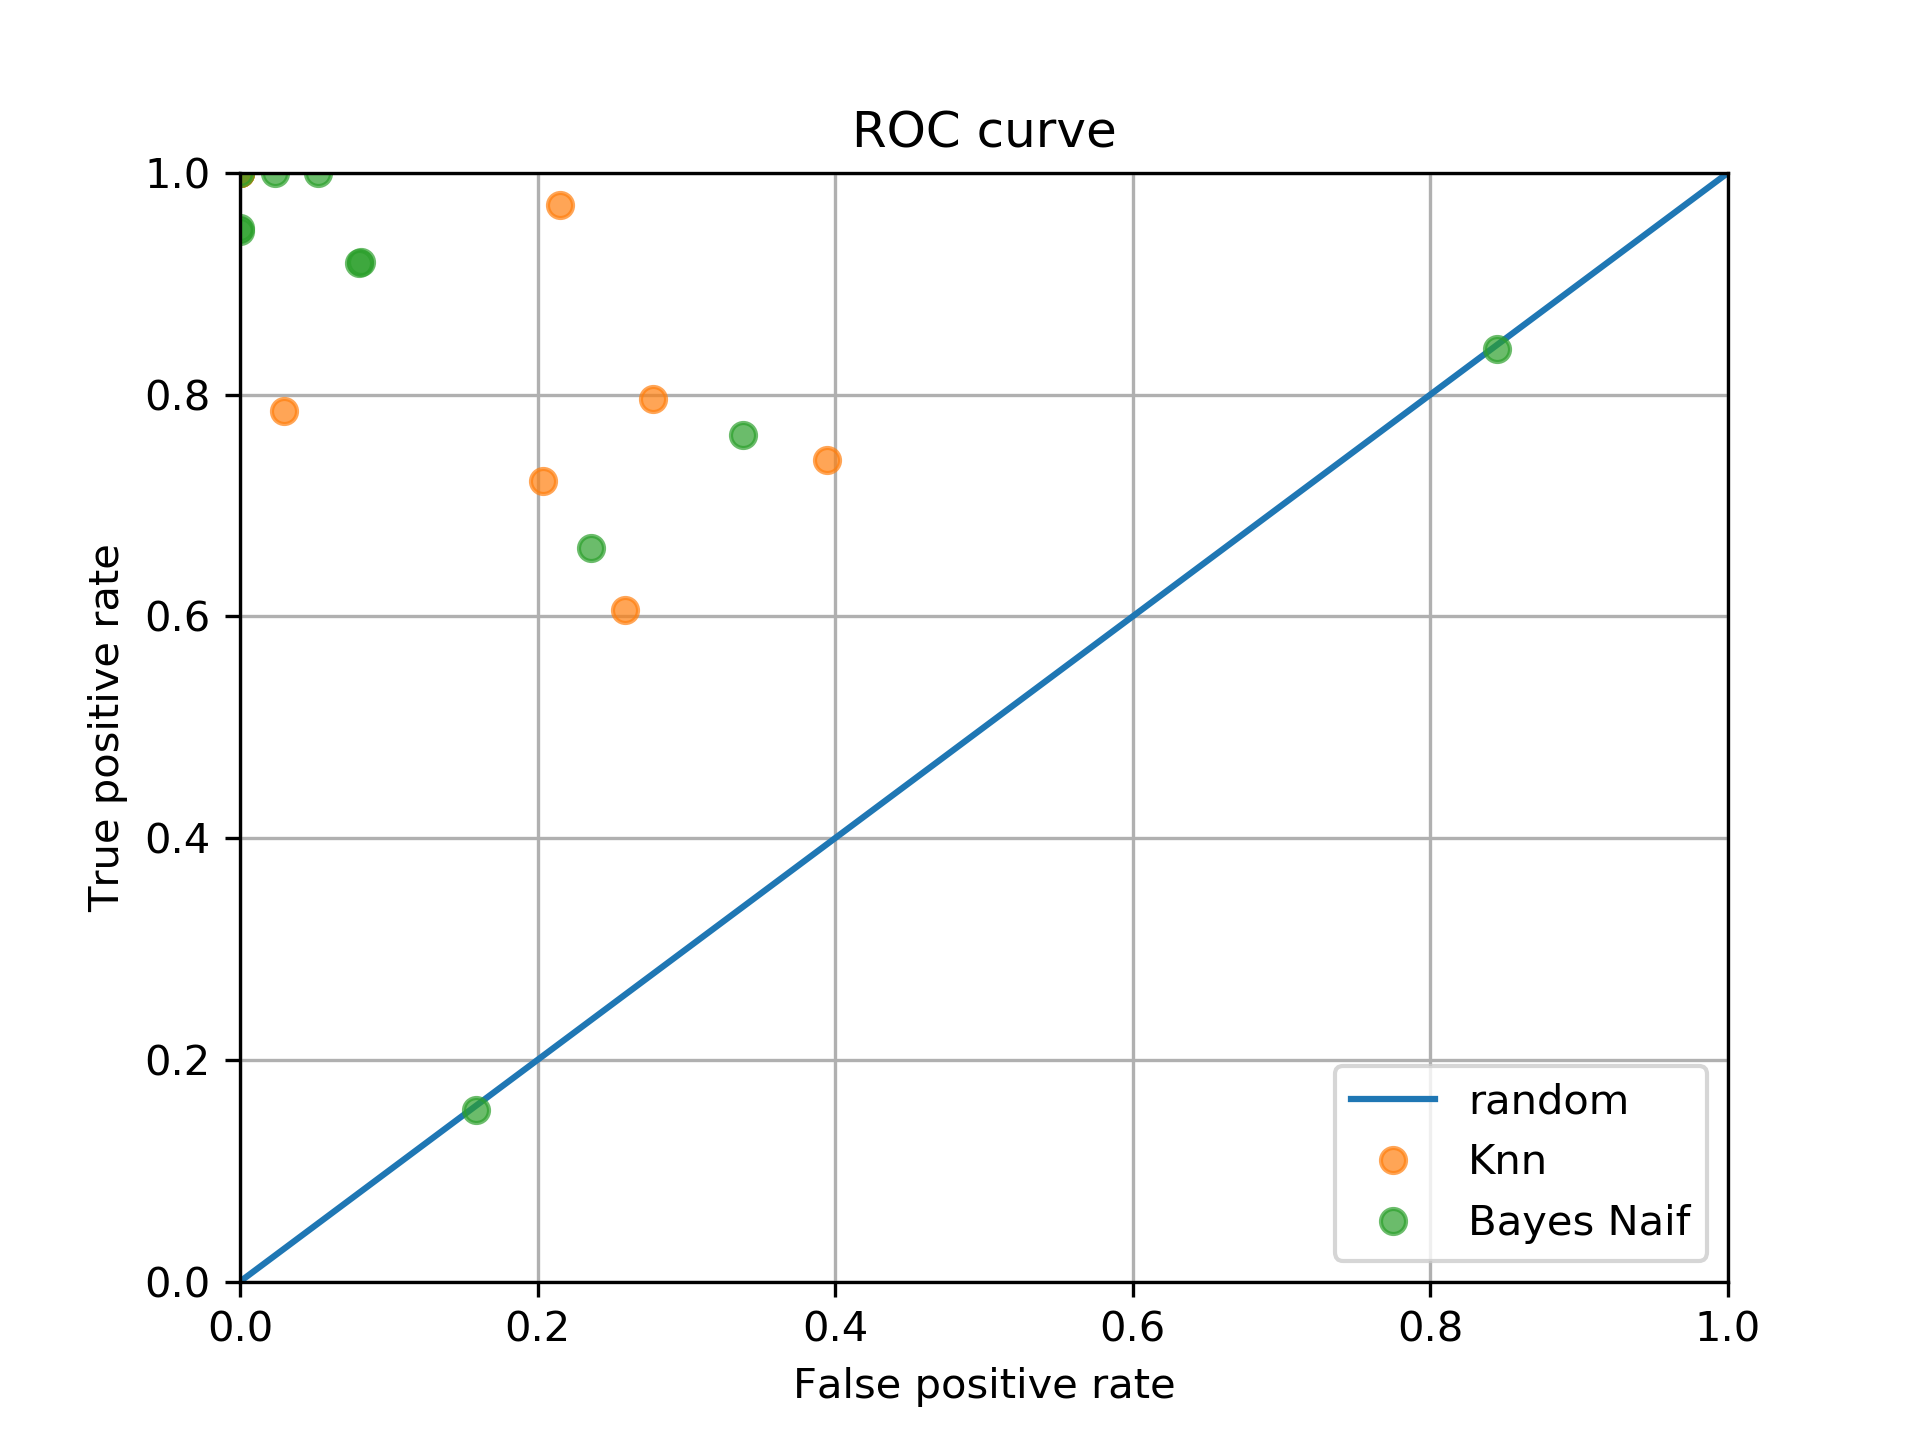 ROC curve
1.0
0.8
0.6
0.4
0.2
0.0
True positive rate
0.0 0.2 0.4 0.6 0.8 1.0
False positive rate
random
Knn
Bayes Naif